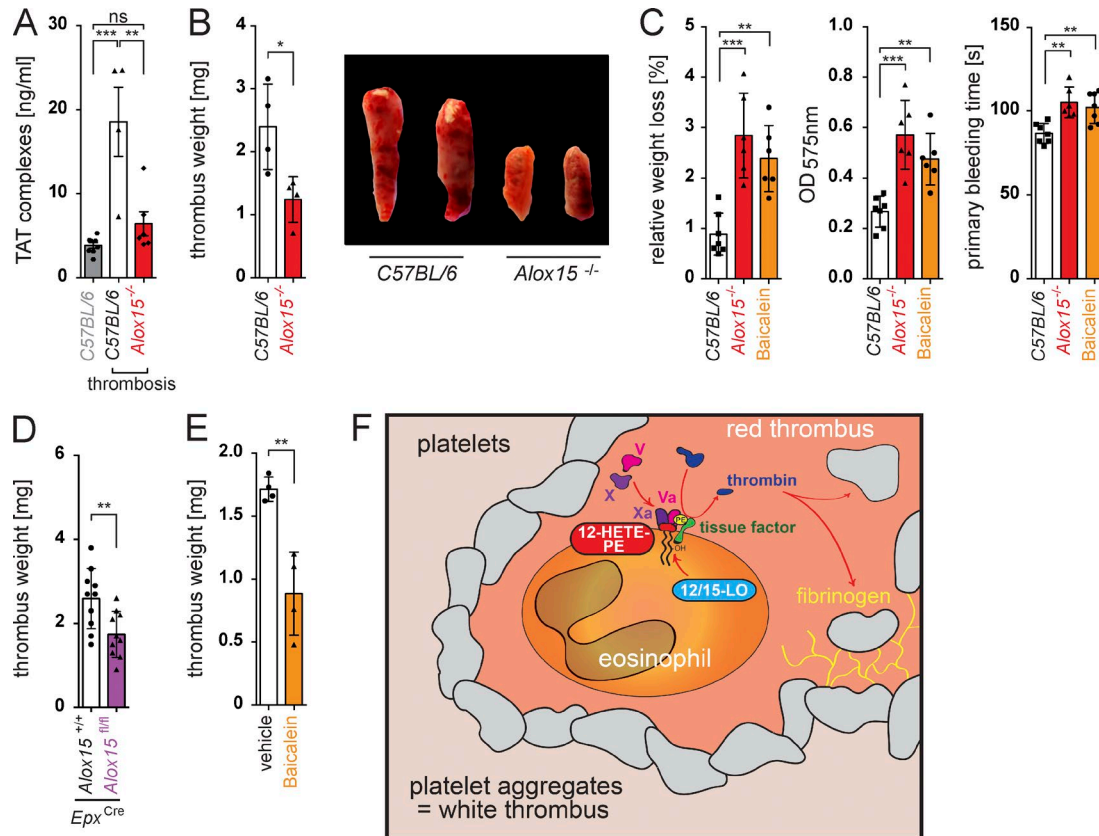 A
TAT complexes [ng/ml]
30
20
10
0
ns
***
**
C57BL/6
C57BL/6
Alox15-/-
thrombosis
B
thrombus weight [mg]
4
3
2
1
0
*
C57BL/6
Alox15-/-
C57BL/6
Alox15 -/-
C
relative weight loss [%]
5
4
3
2
1
0
**
***
C57BL/6
Alox15-/-
Baicalein
OD 575nm
1.0
0.8
0.6
0.4
0.2
0.0
**
***
C57BL/6
Alox15-/-
Baicalein
primary bleeding time [s]
150
100
50
0
**
**
C57BL/6
Alox15-/-
Baicalein
D
thrombus weight [mg]
6
4
2
0
**
Alox15 +/+
Alox15 fl/fl
Epx Cre
E
thrombus weight [mg]
2.0
1.5
1.0
0.5
0.0
**
vehicle
Baicalein
F
platelets
red thrombus
V
X
Va
Xa
PE
thrombin
tissue factor
12-HETE-
PE
OH
12/15-LO
fibrinogen
eosinophil
platelet aggregates
= white thrombus